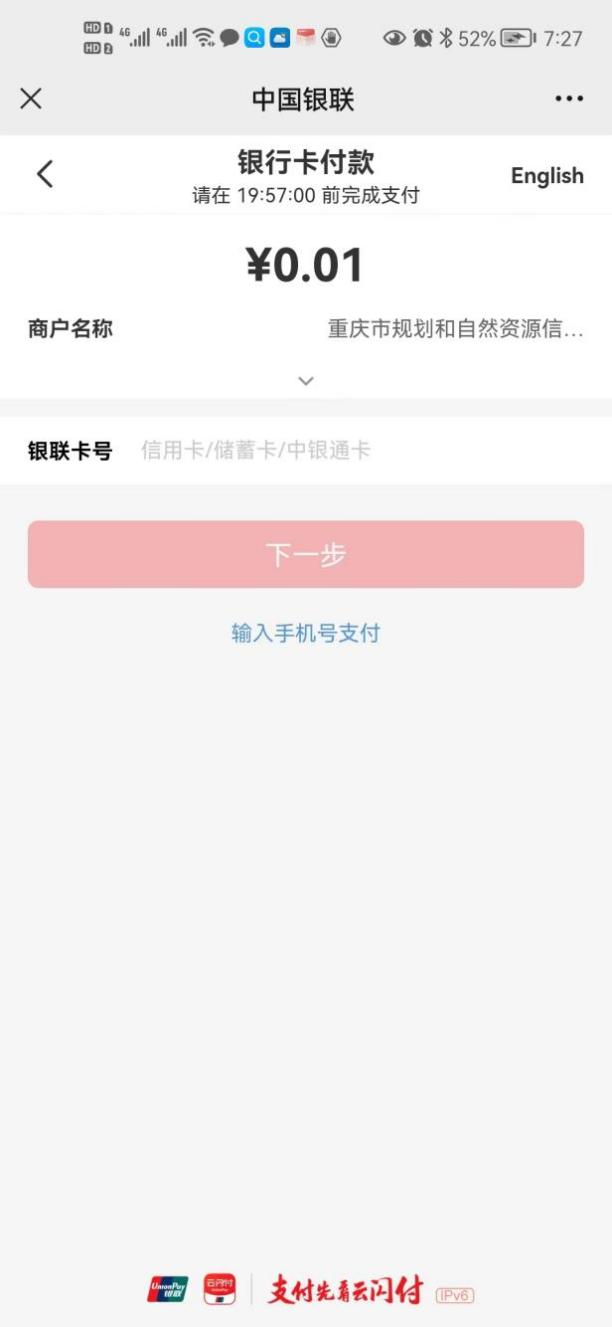 HD 1 4G 4G 52% 7:27
HD 2
中国银联
银行卡付款
English
请在 19:57:00 前完成支付
¥0.01
商户名称 重庆市规划和自然资源信...
银联卡号 信用卡/储蓄卡/中银通卡
下一步
输入手机号支付
UnionPay 银联 云闪付 支付先看云闪付 IPv6